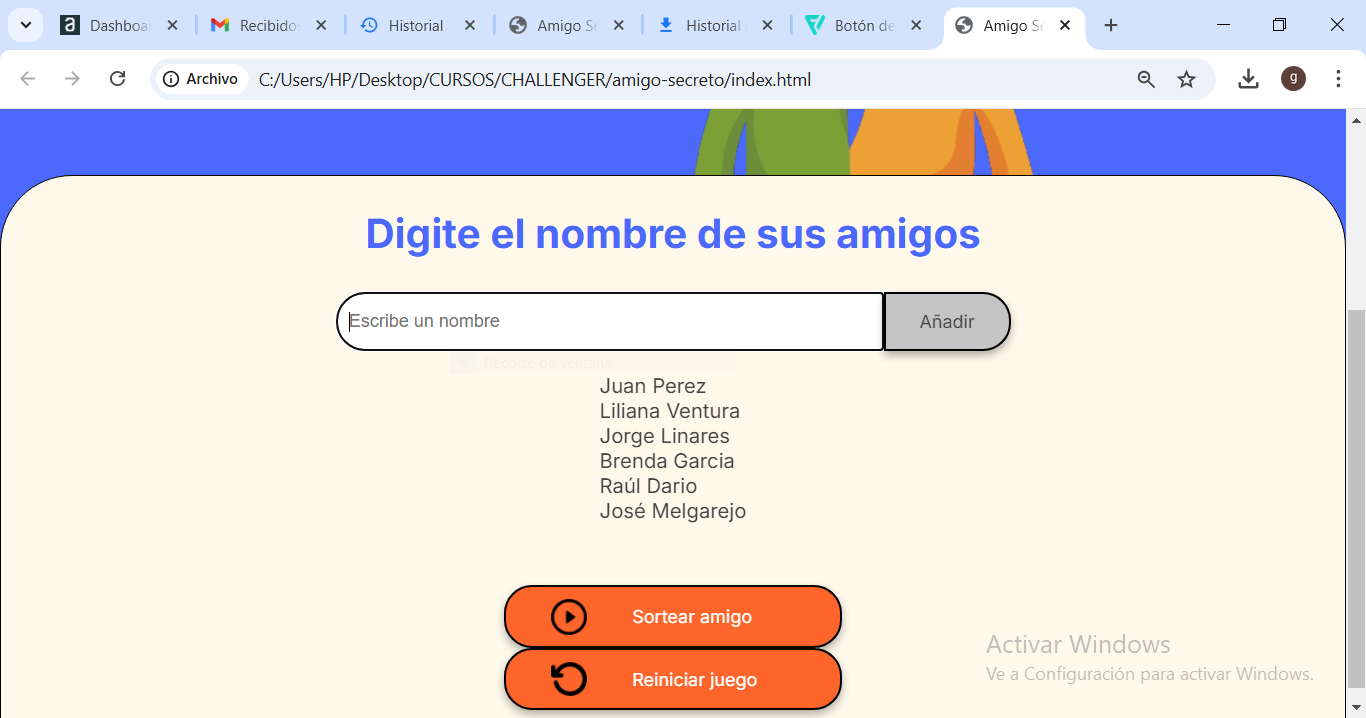 Dashboar
Recibidos
Historial
Amigo Se
Historial
Botón de
Amigo Se
Archivo
C:/Users/HP/Desktop/CURSOS/CHALLENGER/amigo-secreto/index.html
g
Digite el nombre de sus amigos
Escribe un nombre
Añadir
Recorte de ventana
Juan Perez
Liliana Ventura
Jorge Linares
Brenda Garcia
Raúl Dario
José Melgarejo
Sortear amigo
Reiniciar juego
Activar Windows
Ve a Configuración para activar Windows.